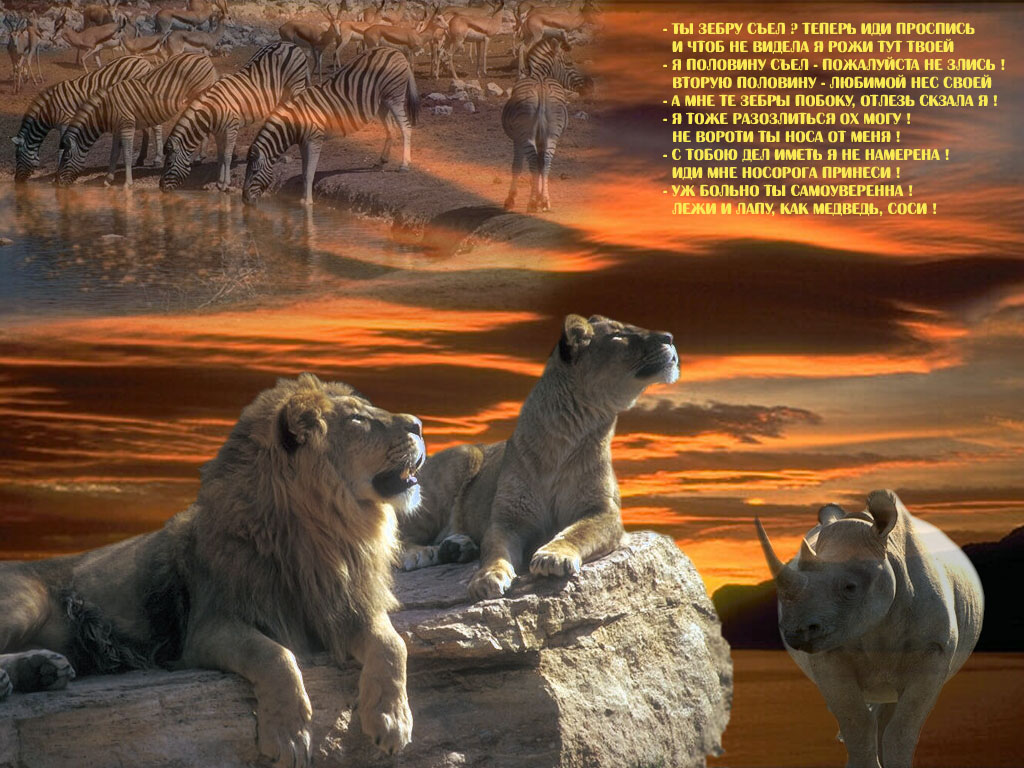 - ТЫ ЗЕБРУ СЪЕЛ ? ТЕПЕРЬ ИДИ ПРОСПИСЬ
И ЧТОБ НЕ ВИДЕЛА Я РОЖИ ТУТ ТВОЕЙ
- Я ПОЛОВИНУ СЪЕЛ - ПОЖАЛУЙСТА НЕ ЗЛИСЬ !
ВТОРУЮ ПОЛОВИНУ - ЛЮБИМОЙ НЕС СВОЕЙ
- А МНЕ ТЕ ЗЕБРЫ ПОБОКУ, ОТЛЕЗЬ СКЗАЛА Я !
- Я ТОЖЕ РАЗОЗЛИТЬСЯ ОХ МОГУ !
НЕ ВОРОТИ ТЫ НОСА ОТ МЕНЯ !
- С ТОБОЮ ДЕЛ ИМЕТЬ Я НЕ НАМЕРЕНА !
ИДИ МНЕ НОСОРОГА ПРИНЕСИ !
- УЖ БОЛЬНО ТЫ САМОУВЕРЕННА !
ЛЕЖИ И ЛАПУ, КАК МЕДВЕДЬ, СОСИ !